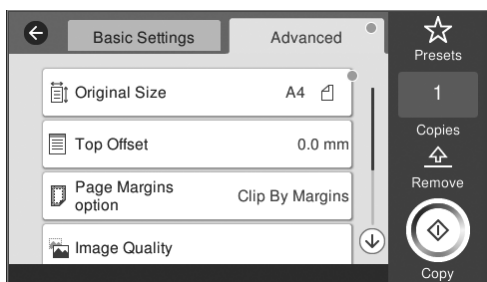 Basic Settings
Advanced
Presets
Original Size
A4
1
Copies
Top Offset
0.0 mm
Remove
Page Margins
option
Clip By Margins
Image Quality
Copy